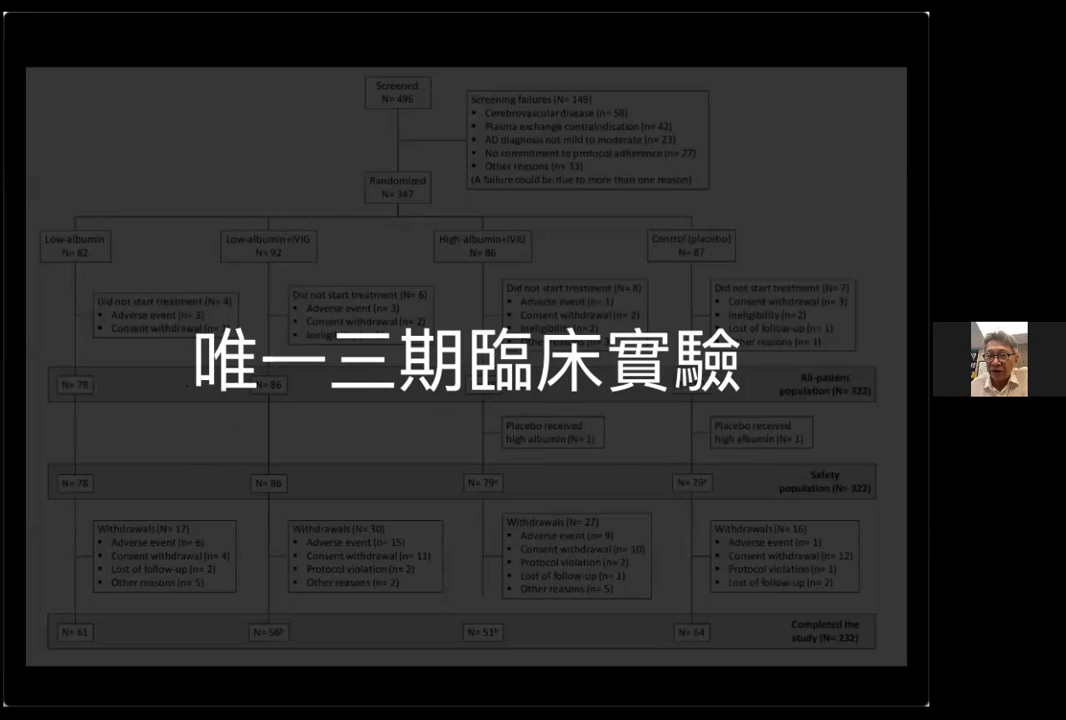 Screened
N= 496
Screening failures (N= 149)
▪ Cerebrovascular disease (n= 58)
▪ Plasma exchange contraindication (n= 42)
▪ AD diagnosis not mild to moderate (n= 23)
▪ No commitment to protocol adherence (n= 27)
▪ Other reasons (n= 13)
(A failure could be due to more than one reason)
Randomized
N= 347
Low-albumin
N= 82
Low-albumin+IVIG
N= 92
High-albumin+IVIG
N= 86
Control (placebo)
N= 87
Did not start treatment (N= 4)
▪ Adverse event (n= 3)
▪ Consent withdrawal (n=
Did not start treatment (N= 6)
▪ Adverse event (n= 3)
▪ Consent withdrawal (n= 2)
Did not start treatment (N= 8)
▪ Adverse event (n= 1)
▪ Consent withdrawal (n= 2)
▪ Ineligibility (n= 2)
Did not start treatment (N= 7)
▪ Consent withdrawal (n= 3)
▪ Ineligibility (n= 2)
▪ Lost of follow-up (n= 1)
Other reasons (n= 1)
唯一三期臨床實驗
N= 78
86
All-patient
population (N= 322)
Placebo received
high albumin (N= 1)
Placebo received
high albumin (N= 1)
N= 78
N= 86
N= 79ᵃ
N= 79ᵃ
Safety
population (N= 322)
Withdrawals (N= 17)
▪ Adverse event (n= 6)
▪ Consent withdrawal (n= 4)
▪ Lost of follow-up (n= 2)
▪ Other reasons (n= 5)
Withdrawals (N= 30)
▪ Adverse event (n= 15)
▪ Consent withdrawal (n= 11)
▪ Protocol violation (n= 2)
▪ Other reasons (n= 2)
Withdrawals (N= 27)
▪ Adverse event (n= 9)
▪ Consent withdrawal (n= 10)
▪ Protocol violation (n= 2)
▪ Lost of follow-up (n= 1)
▪ Other reasons (n= 5)
Withdrawals (N= 16)
▪ Adverse event (n= 1)
▪ Consent withdrawal (n= 12)
▪ Protocol violation (n= 1)
▪ Lost of follow-up (n= 2)
N= 61
N= 56ᵇ
N= 51ᵇ
N= 64
Completed the
study (N= 232)